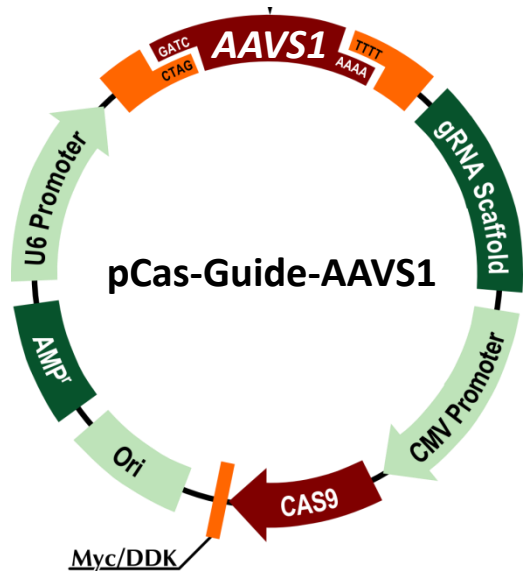 GATC
AAVS1
TTTT
CTAG
AAAA
gRNA Scaffold
U6 Promoter
pCas-Guide-AAVS1
CMV Promoter
AMPr
Ori
CAS9
Myc/DDK